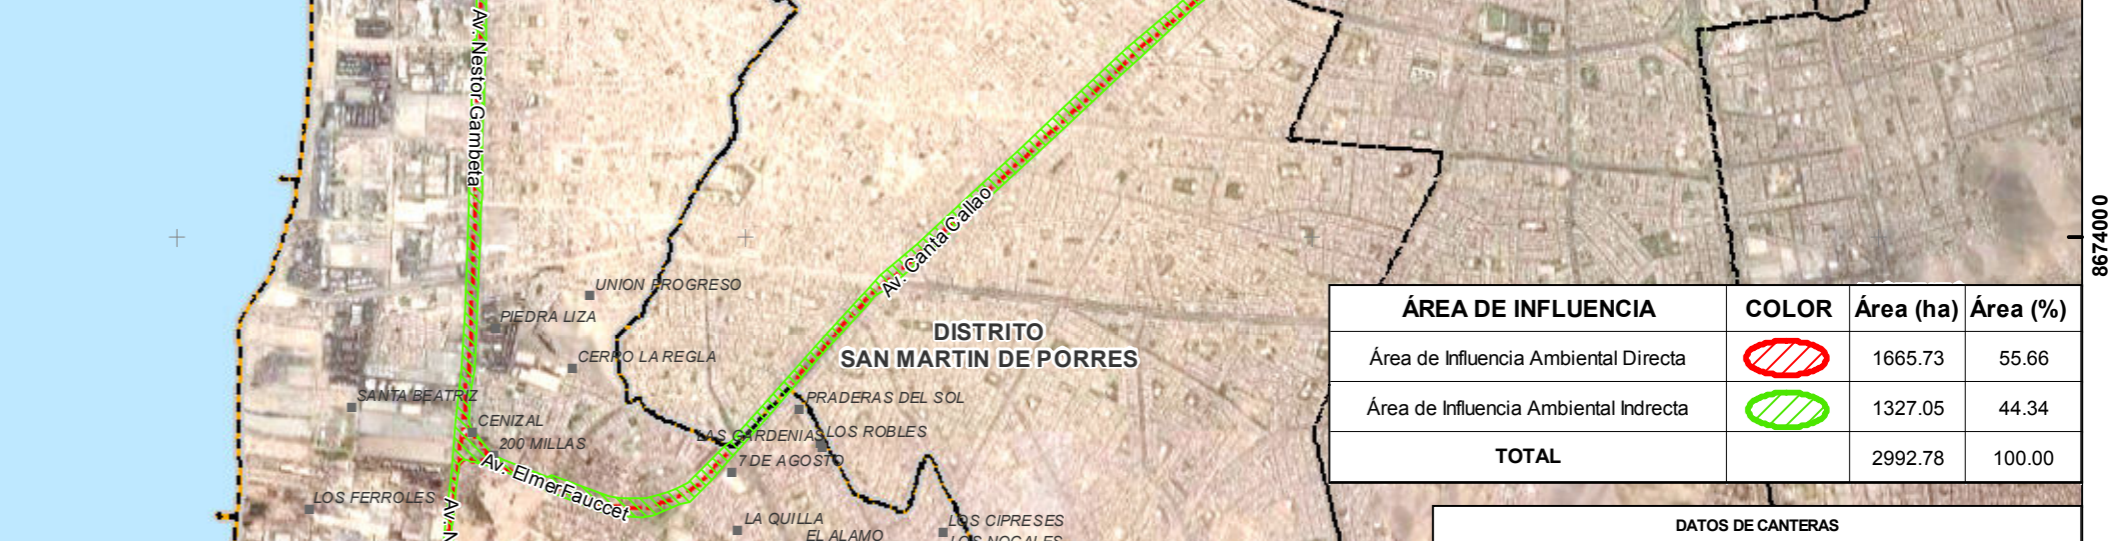 Av. Nestor Gambeta
Av. Canta Callao
8674000
UNION PROGRESO
PIEDRA LIZA
CERRO LA REGLA
DISTRITO
SAN MARTIN DE PORRES
SANTA BEATRIZ
PRADERAS DEL SOL
CENIZAL
200 MILLAS
LAS GARDENIAS
LOS ROBLES
7 DE AGOSTO
Av. ElmerFauccet
LOS FERROLES
Av. N
LA QUILLA
EL ALAMO
LOS CIPRESES
LOS NOGALES
ÁREA DE INFLUENCIA COLOR Área (ha) Área (%)
Área de Influencia Ambiental Directa 1665.73 55.66
Área de Influencia Ambiental Indrecta 1327.05 44.34
TOTAL 2992.78 100.00
DATOS DE CANTERAS